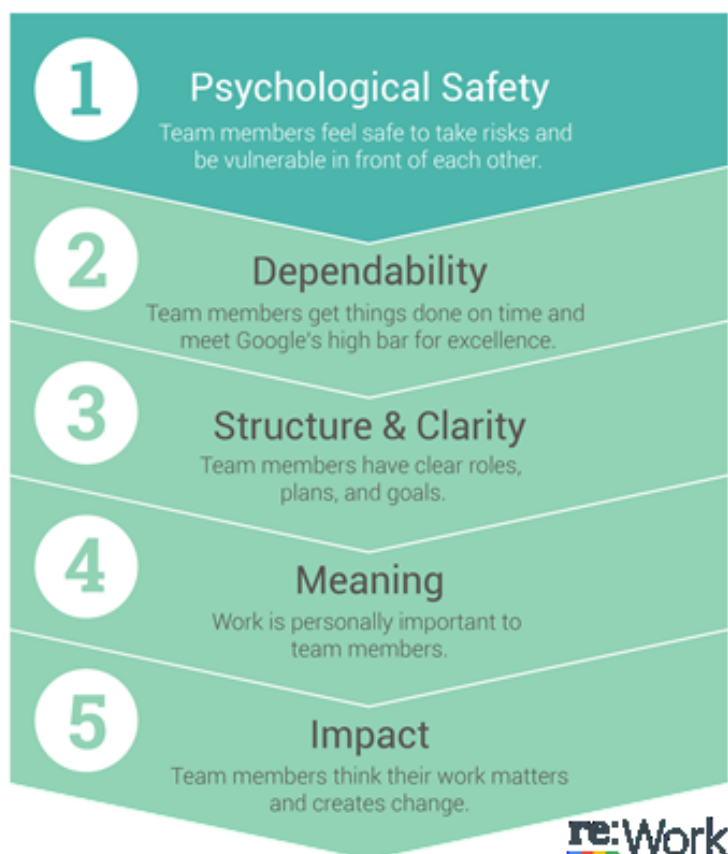 1
Psychological Safety
Team members feel safe to take risks and
be vulnerable in front of each other.
2
Dependability
Team members get things done on time and
meet Google's high bar for excellence.
3
Structure & Clarity
Team members have clear roles,
plans, and goals.
4
Meaning
Work is personally important to
team members.
5
Impact
Team members think their work matters
and creates change.
re:Work